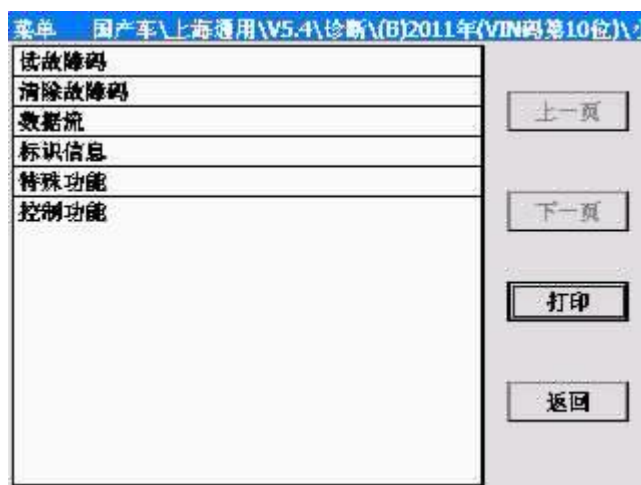 菜单 国产车\上海通用\V5.4\诊断\(B)2011年(VIN码第10位)\
读故障码
清除故障码
数据流
标识信息
特殊功能
控制功能
上一页
下一页
打印
返回